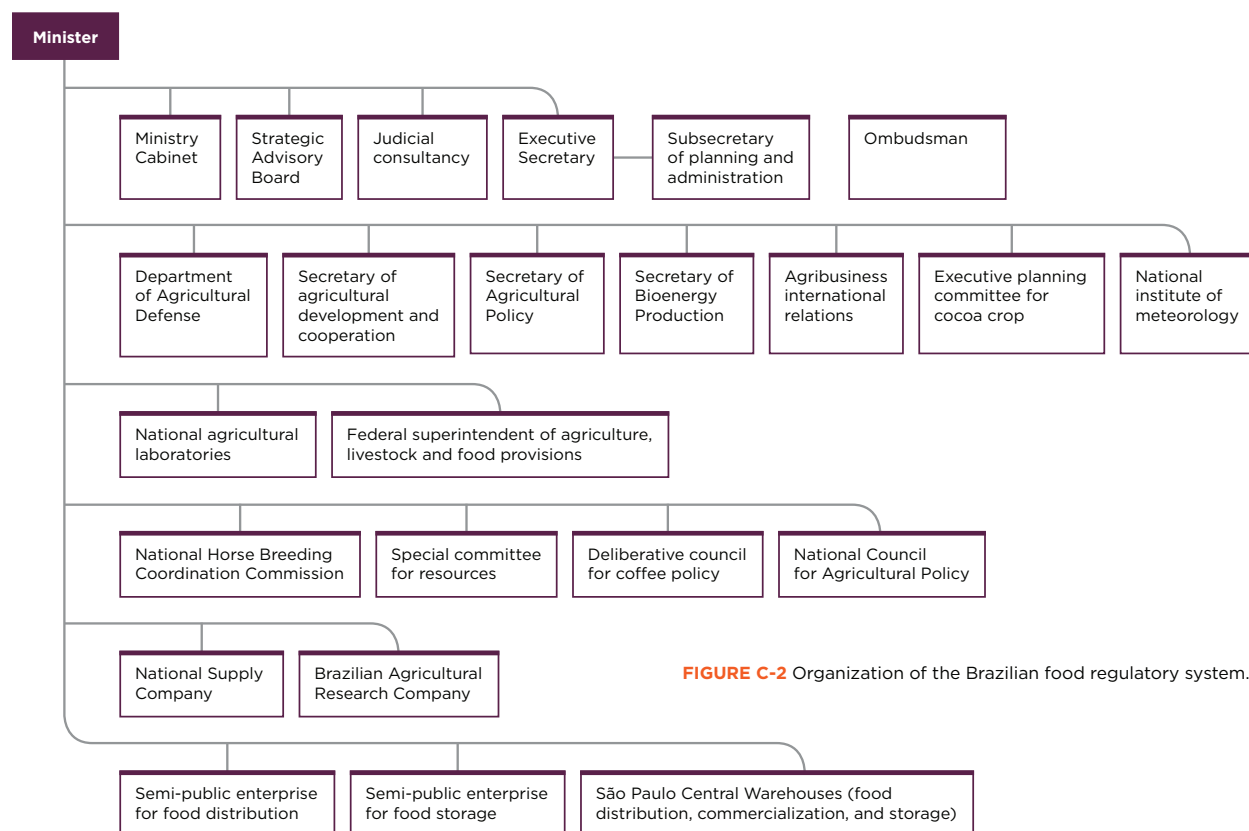 Minister
Ministry
Cabinet
Strategic
Advisory
Board
Judicial
consultancy
Executive
Secretary
Subsecretary
of planning and
administration
Ombudsman
Department
of Agricultural
Defense
Secretary of
agricultural
development and
cooperation
Secretary of
Agricultural
Policy
Secretary of
Bioenergy
Production
Agribusiness
international
relations
Executive planning
committee for
cocoa crop
National
institute of
meteorology
National agricultural
laboratories
Federal superintendent of agriculture,
livestock and food provisions
National Horse Breeding
Coordination Commission
Special committee
for resources
Deliberative council
for coffee policy
National Council
for Agricultural Policy
National Supply
Company
Brazilian Agricultural
Research Company
FIGURE C-2 Organization of the Brazilian food regulatory system.
Semi-public enterprise
for food distribution
Semi-public enterprise
for food storage
São Paulo Central Warehouses (food
distribution, commercialization, and storage)